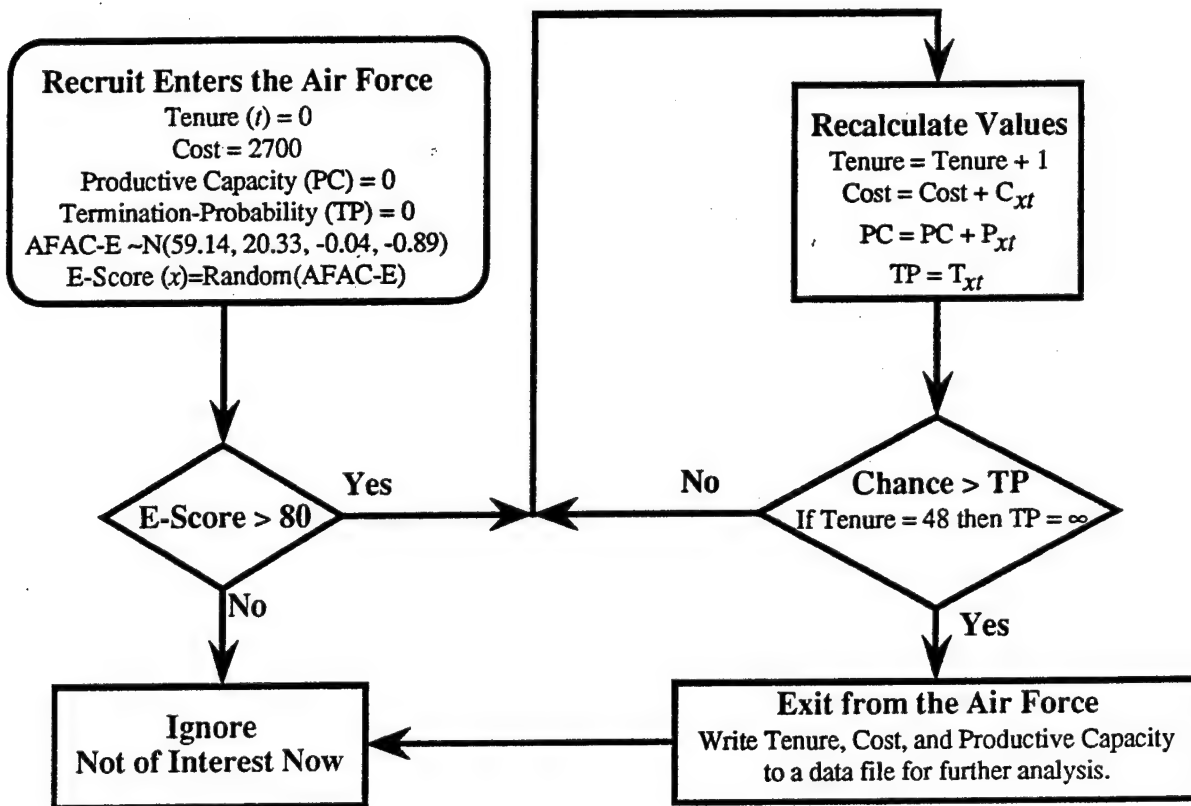 Recruit Enters the Air Force
Tenure (t) = 0
Cost = 2700
Productive Capacity (PC) = 0
Termination-Probability (TP) = 0
AFAC-E ~N(59.14, 20.33, -0.04, -0.89)
E-Score (x)=Random(AFAC-E)
Recalculate Values
Tenure = Tenure + 1
Cost = Cost + Cxt
PC = PC + Pxt
TP = Txt
E-Score > 80
Yes
No
No
Chance > TP
If Tenure = 48 then TP = ∞
Yes
Ignore
Not of Interest Now
Exit from the Air Force
Write Tenure, Cost, and Productive Capacity
to a data file for further analysis.